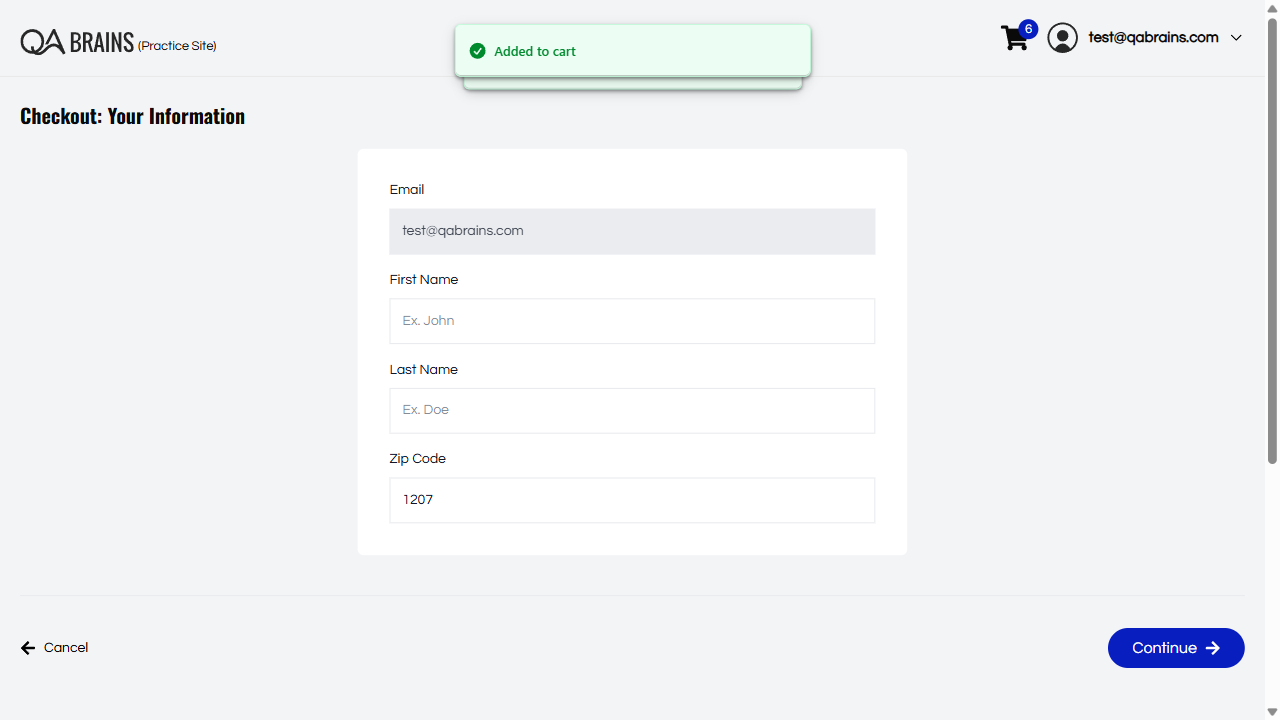 QA BRAINS (Practice Site)
Added to cart
6
test@qabrains.com
Checkout: Your Information
Email
test@qabrains.com
First Name
Ex. John
Last Name
Ex. Doe
Zip Code
1207
Cancel
Continue